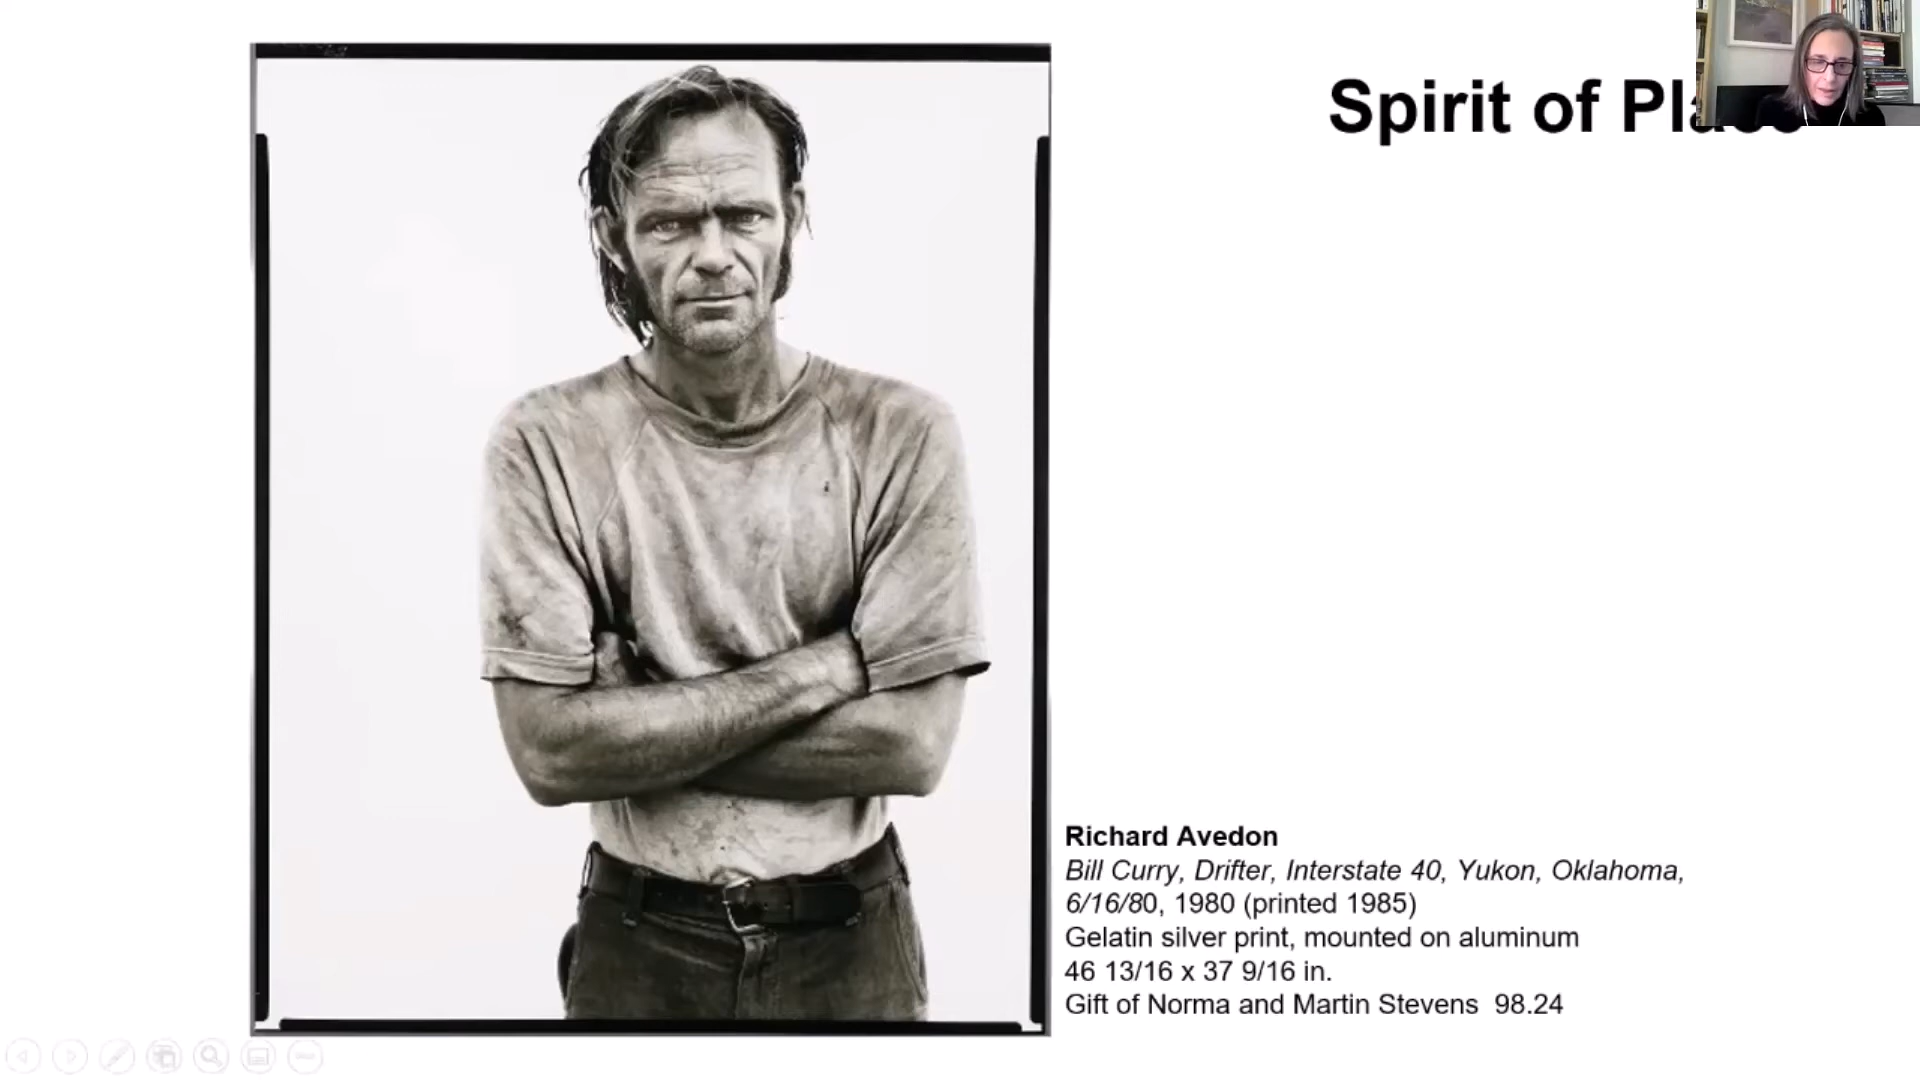 Spirit of
Richard Avedon
Bill Curry, Drifter, Interstate 40, Yukon, Oklahoma,
6/16/80, 1980 (printed 1985)
Gelatin silver print, mounted on aluminum
46 13/16 x 37 9/16 in.
Gift of Norma and Martin Stevens 98.24